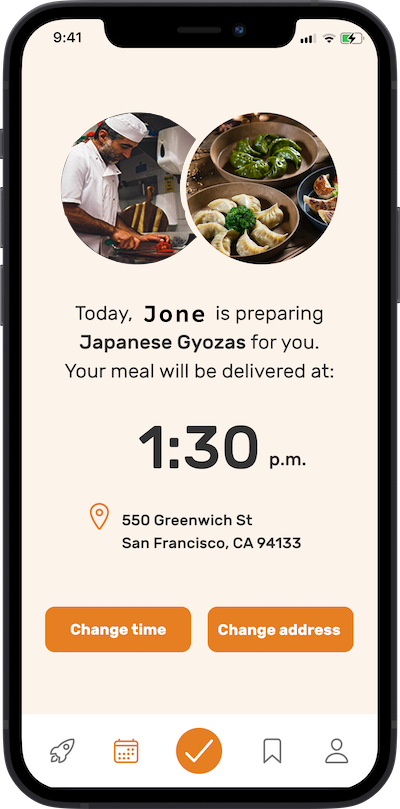 9:41
Today, Jone is preparing
Japanese Gyozas for you.
Your meal will be delivered at:
1:30 p.m.
550 Greenwich St
San Francisco, CA 94133
Change time
Change address